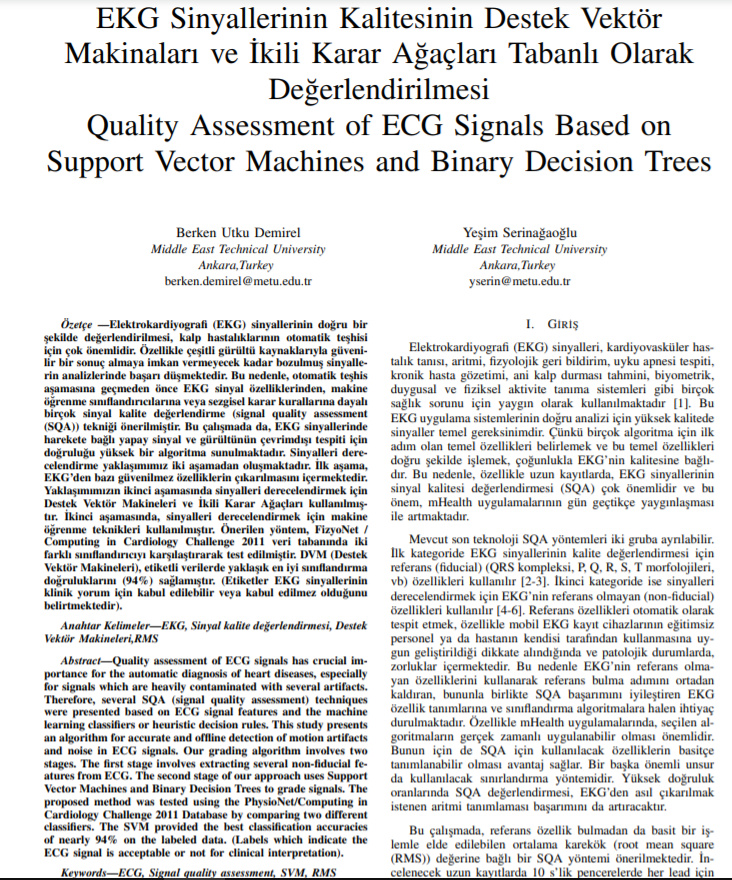 EKG Sinyallerinin Kalitesinin Destek Vektör
Makinaları ve İkili Karar Ağaçları Tabanlı Olarak
Değerlendirilmesi
Quality Assessment of ECG Signals Based on
Support Vector Machines and Binary Decision Trees
Berken Utku Demirel
Middle East Technical University
Ankara,Turkey
berken.demirel@metu.edu.tr
Yeşim Serinağaoğlu
Middle East Technical University
Ankara,Turkey
yserin@metu.edu.tr
Özetçe —Elektrokardiyografi (EKG) sinyallerinin doğru bir
şekilde değerlendirilmesi, kalp hastalıklarının otomatik teşhisi
için çok önemlidir. Özellikle çeşitli gürültü kaynaklarıyla güveni-
lir bir sonuç almaya imkan vermeyecek kadar bozulmuş sinyalle-
rin analizlerinde başarı düşmektedir. Bu nedenle, otomatik teşhis
aşamasına geçmeden önce EKG sinyal özelliklerinden, makine
öğrenme sınıflandırıcılarına veya sezgisel karar kurallarına dayalı
birçok sinyal kalite değerlendirme (signal quality assessment
(SQA)) tekniği önerilmiştir. Bu çalışmada da, EKG sinyallerinde
harekete bağlı yapay sinyal ve gürültünün çevrimdışı tespiti için
doğruluğu yüksek bir algoritma sunulmaktadır. Sinyalleri dere-
celendirme yaklaşımımız iki aşamadan oluşmaktadır. İlk aşama,
EKG'den bazı güvenilmez özelliklerin çıkarılmasını içermektedir.
Yaklaşımımızın ikinci aşamasında sinyalleri derecelendirmek için
Destek Vektör Makineleri ve İkili Karar Ağaçları kullanılmış-
tır. İkinci aşamasında, sinyalleri derecelendirmek için makine
öğrenme teknikleri kullanılmıştır. Önerilen yöntem, FizyoNet /
Computing in Cardiology Challenge 2011 veri tabanında iki
farklı sınıflandırıcıyı karşılaştırarak test edilmiştir. DVM (Destek
Vektör Makineleri), etiketli verilerde yaklaşık en iyi sınıflandırma
doğruluklarını (94%) sağlamıştır. (Etiketler EKG sinyallerinin
klinik yorum için kabul edilebilir veya kabul edilmez olduğunu
belirtmektedir).
Anahtar Kelimeler—EKG, Sinyal kalite değerlendirmesi, Destek
Vektör Makineleri,RMS
Abstract—Quality assessment of ECG signals has crucial im-
portance for the automatic diagnosis of heart diseases, especially
for signals which are heavily contaminated with several artifacts.
Therefore, several SQA (signal quality assessment) techniques
were presented based on ECG signal features and the machine
learning classifiers or heuristic decision rules. This study presents
an algorithm for accurate and offline detection of motion artifacts
and noise in ECG signals. Our grading algorithm involves two
stages. The first stage involves extracting several non-fiducial fe-
atures from ECG. The second stage of our approach uses Support
Vector Machines and Binary Decision Trees to grade signals. The
proposed method was tested using the PhysioNet/Computing in
Cardiology Challenge 2011 Database by comparing two different
classifiers. The SVM provided the best classification accuracies
of nearly 94% on the labeled data. (Labels which indicate the
ECG signal is acceptable or not for clinical interpretation).
Keywords—ECG, Signal quality assessment, SVM, RMS
I. GIRIŞ
Elektrokardiyografi (EKG) sinyalleri, kardiyovasküler has-
talık tanısı, aritmi, fizyolojik geri bildirim, uyku apnesi tespiti,
kronik hasta gözetimi, ani kalp durması tahmini, biyometrik,
duygusal ve fiziksel aktivite tanıma sistemleri gibi birçok
sağlık sorunu için yaygın olarak kullanılmaktadır [1]. Bu
EKG uygulama sistemlerinin doğru analizi için yüksek kalitede
sinyaller temel gereksinimdir. Çünkü birçok algoritma için ilk
adım olan temel özellikleri belirlemek ve bu temel özellikleri
doğru şekilde işlemek, çoğunlukla EKG'nin kalitesine bağlı-
dır. Bu nedenle, özellikle uzun kayıtlarda, EKG sinyallerinin
sinyal kalitesi değerlendirmesi (SQA) çok önemlidir ve bu
önem, mHealth uygulamalarının gün geçtikçe yaygınlaşması
ile artmaktadır.
Mevcut son teknoloji SQA yöntemleri iki gruba ayrılabilir.
İlk kategoride EKG sinyallerinin kalite değerlendirmesi için
referans (fiducial) (QRS kompleksi, P, Q, R, S, T morfolojileri,
vb) özellikleri kullanılır [2-3]. İkinci kategoride ise sinyalleri
derecelendirmek için EKG'nin referans olmayan (non-fiducial)
özellikleri kullanılır [4-6]. Referans özellikleri otomatik olarak
tespit etmek, özellikle mobil EKG kayıt cihazlarının eğitimsiz
personel ya da hastanın kendisi tarafından kullanmasına uy-
gun geliştirildiği dikkate alındığında ve patolojik durumlarda,
zorluklar içermektedir. Bu nedenle EKG'nin referans olma-
yan özelliklerini kullanarak referans bulma adımını ortadan
kaldıran, bununla birlikte SQA başarımını iyileştiren EKG
özellik tanımlarına ve sınıflandırma algoritmalara halen ihtiyaç
durulmaktadır. Özellikle mHealth uygulamalarında, seçilen al-
goritmaların gerçek zamanlı uygulanabilir olması önemlidir.
Bunun için de SQA için kullanılacak özelliklerin basitçe
tanımlanabilir olması avantaj sağlar. Bir başka önemli unsur
da kullanılacak sınırlandırma yöntemidir. Yüksek doğruluk
oranlarında SQA değerlendirmesi, EKG'den asıl çıkarılmak
istenen aritmi tanımlaması başarımını da artıracaktır.
Bu çalışmada, referans özellik bulmadan da basit bir iş-
lemle elde edilebilen ortalama karekök (root mean square
(RMS)) değerine bağlı bir SQA yöntemi önerilmektedir. İn-
celenecek uzun kayıtlarda 10 s'lik pencerelerde her lead için